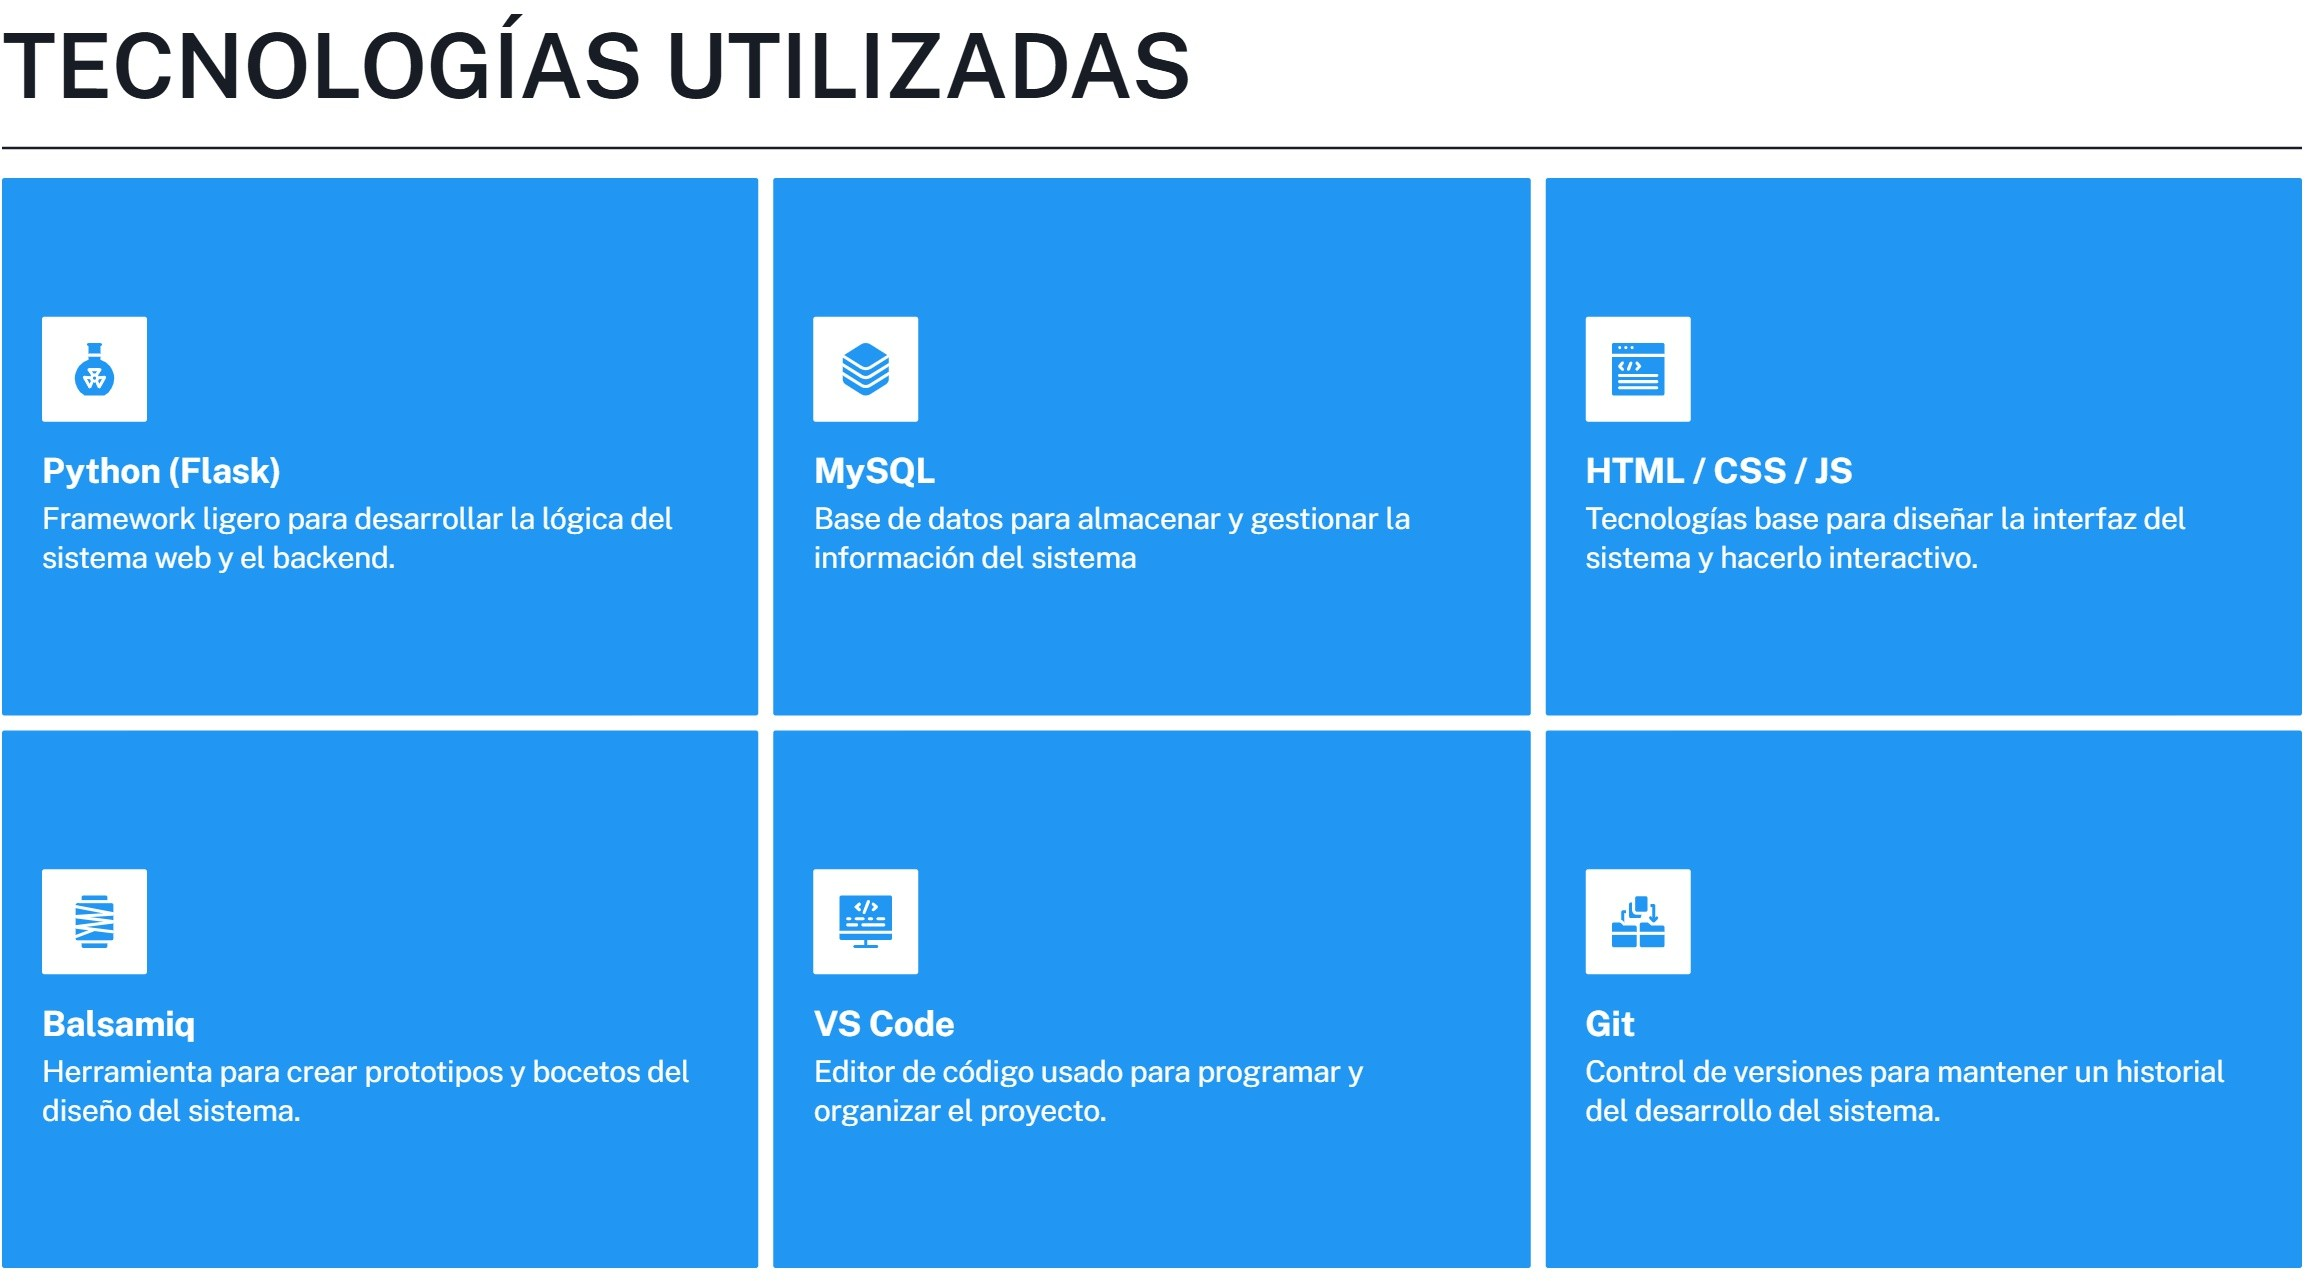 TECNOLOGÍAS UTILIZADAS
Python (Flask)
Framework ligero para desarrollar la lógica del
sistema web y el backend.
MySQL
Base de datos para almacenar y gestionar la
información del sistema
HTML / CSS / JS
Tecnologías base para diseñar la interfaz del
sistema y hacerlo interactivo.
Balsamiq
Herramienta para crear prototipos y bocetos del
diseño del sistema.
VS Code
Editor de código usado para programar y
organizar el proyecto.
Git
Control de versiones para mantener un historial
del desarrollo del sistema.